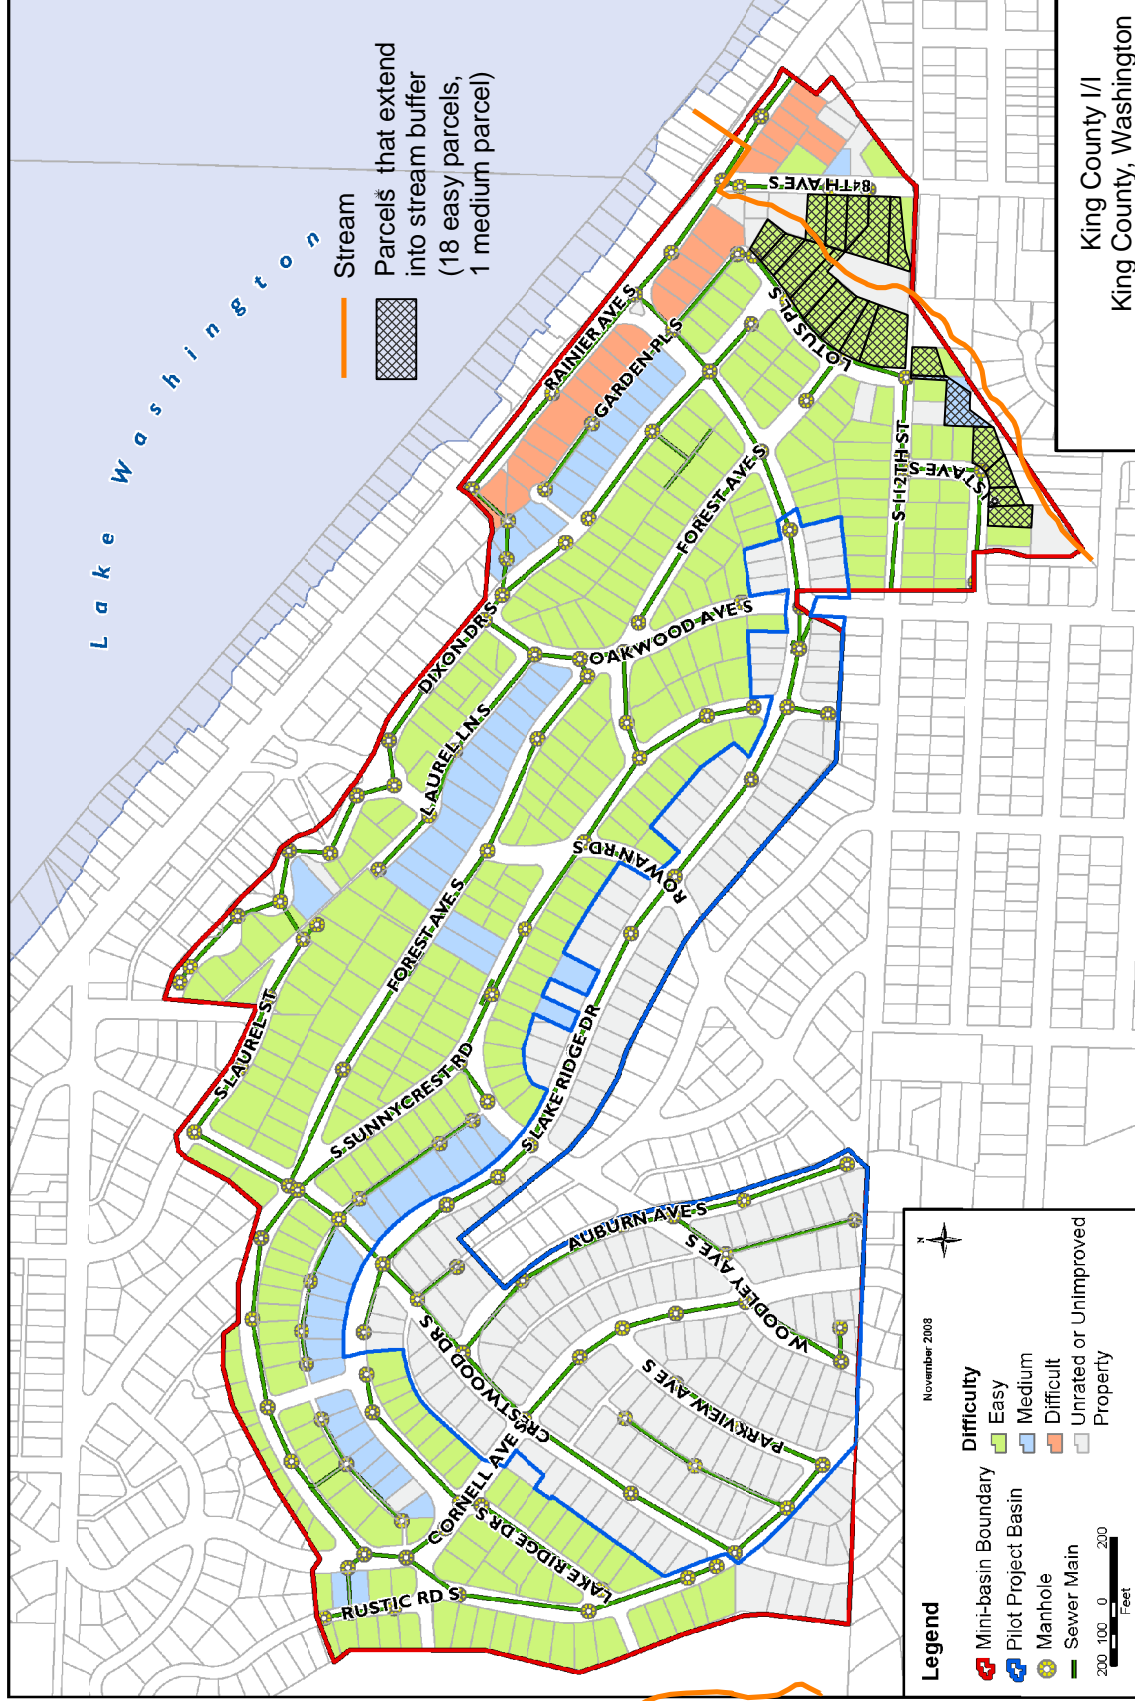 Lake Washington
Stream
Parcels* that extend
into stream buffer
(18 easy parcels,
1 medium parcel)
RAINIER AVE S
GARDEN PL S
84TH AVE S
LOTUS PL S
FOREST AVE S
S 112TH ST
DIXON DR S
OAKWOOD AVE S
LAUREL LN S
ROWAN RD S
FOREST AVE S
S LAUREL ST
S SUNNYCREST RD
S LAKE RIDGE DR
AUBURN AVE S
WOODLEY AVE S
CRESTWOOD DR S
PARKVIEW AVE S
CORNELL AVE S
LAKE RIDGE DR S
RUSTIC RD S
King County I/I
King County, Washington
Legend
November 2008
N
Mini-basin Boundary
Pilot Project Basin
Manhole
Sewer Main
Difficulty
Easy
Medium
Difficult
Unrated or Unimproved
Property
200 100 0 200
Feet